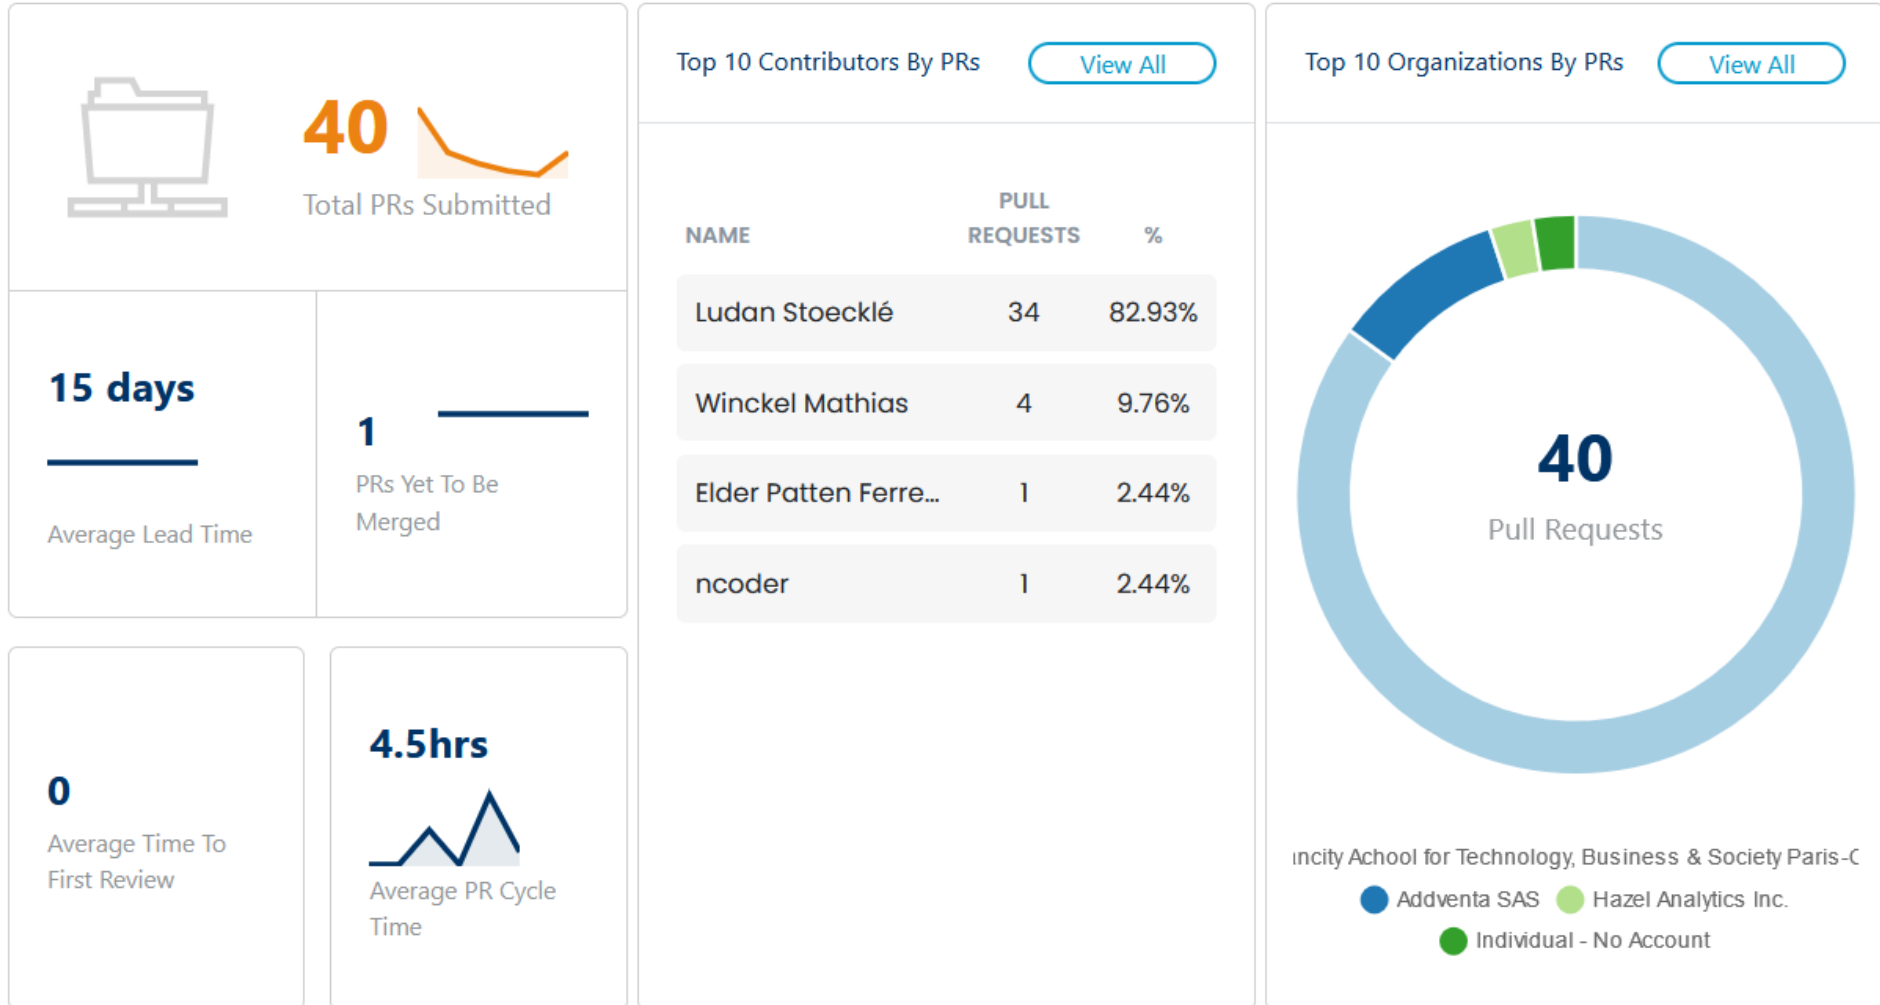 40
Total PRs Submitted
15 days
Average Lead Time
1
PRs Yet To Be
Merged
0
Average Time To
First Review
4.5hrs
Average PR Cycle
Time
Top 10 Contributors By PRs
View All
NAME PULL REQUESTS %
Ludan Stoecklé 34 82.93%
Winckel Mathias 4 9.76%
Elder Patten Ferre... 1 2.44%
ncoder 1 2.44%
Top 10 Organizations By PRs
View All
40
Pull Requests
Achool for Technology, Business & Society
Addventa SAS Hazel Analytics Inc.
Individual - No Account